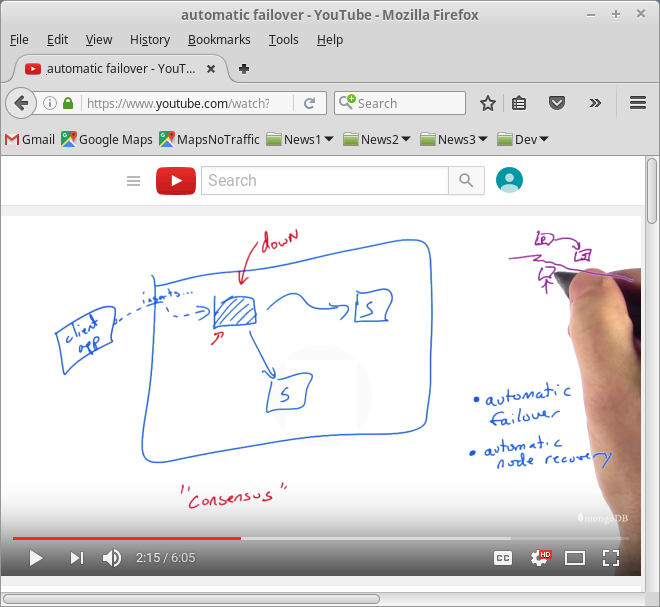 automatic failover - YouTube - Mozilla Firefox
File Edit View History Bookmarks Tools Help
automatic failover - YouT...
https://www.youtube.com/watch?
Search
Gmail Google Maps MapsNoTraffic News1 News2 News3 Dev
Search
down
inserts...
client
app
S
S
• automatic
failover
• automatic
node recovery
"Consensus"
mongoDB
2:15 / 6:05
CC
HD